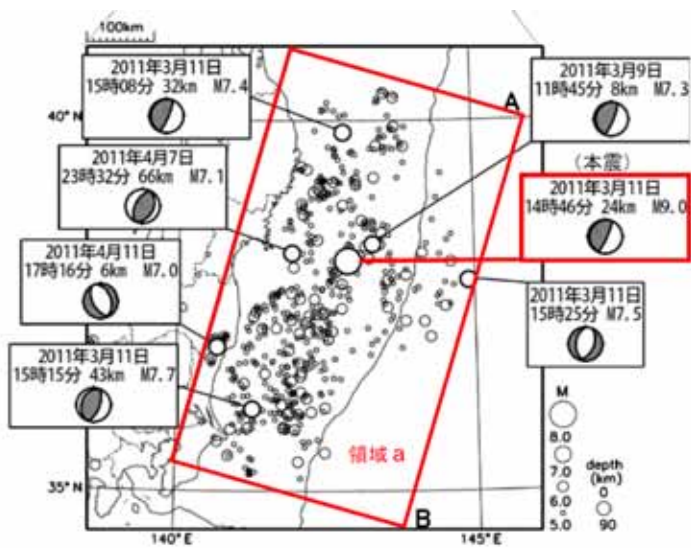 100km
2011年3月11日
15時08分 32km M7.4
2011年3月9日
11時45分 8km M7.3
40°N
A
(本震)
2011年3月11日
14時46分 24km M9.0
2011年4月7日
23時32分 66km M7.1
2011年4月11日
17時16分 6km M7.0
2011年3月11日
15時25分 M7.5
2011年3月11日
15時15分 43km M7.7
領域a
M
8.0
7.0
6.0
5.0
depth
(km)
0
90
35°N
B
140°E
145°E